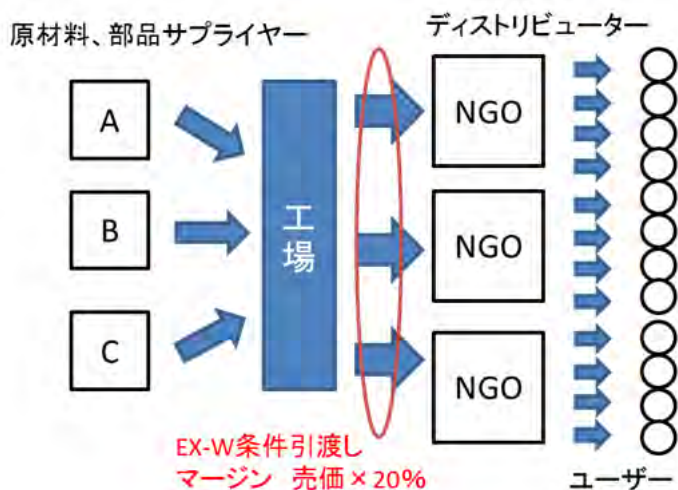 原材料、部品サプライヤー
ディストリビューター
A
B
C
工場
NGO
NGO
NGO
EX-W条件引渡し
マージン 売価×20%
ユーザー